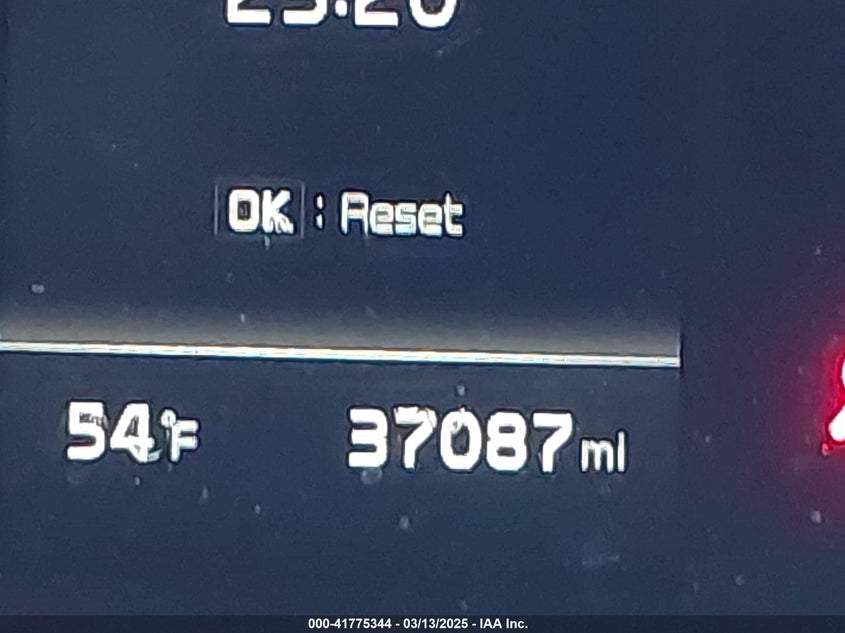 OK : Reset
54°F 37087 mi
000-41775344 - 03/13/2025 - IAA Inc.